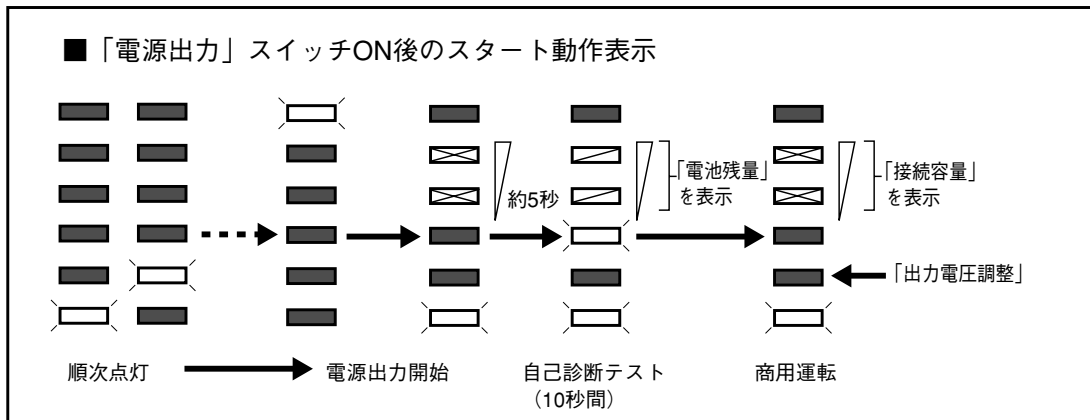 ■「電源出力」スイッチON後のスタート動作表示
約5秒
「電池残量」
を表示
「接続容量」
を表示
「出力電圧調整」
順次点灯
電源出力開始
自己診断テスト
（10秒間）
商用運転